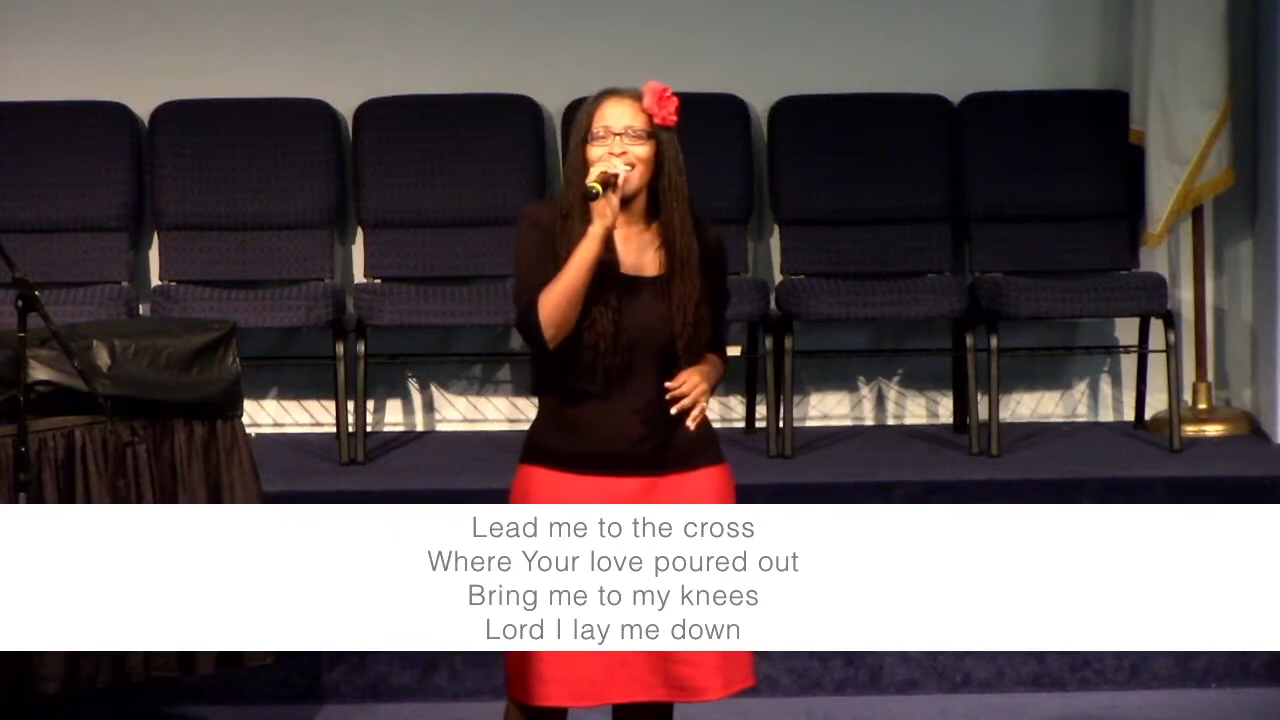 Lead me to the cross
Where Your love poured out
Bring me to my knees
Lord I lay me down